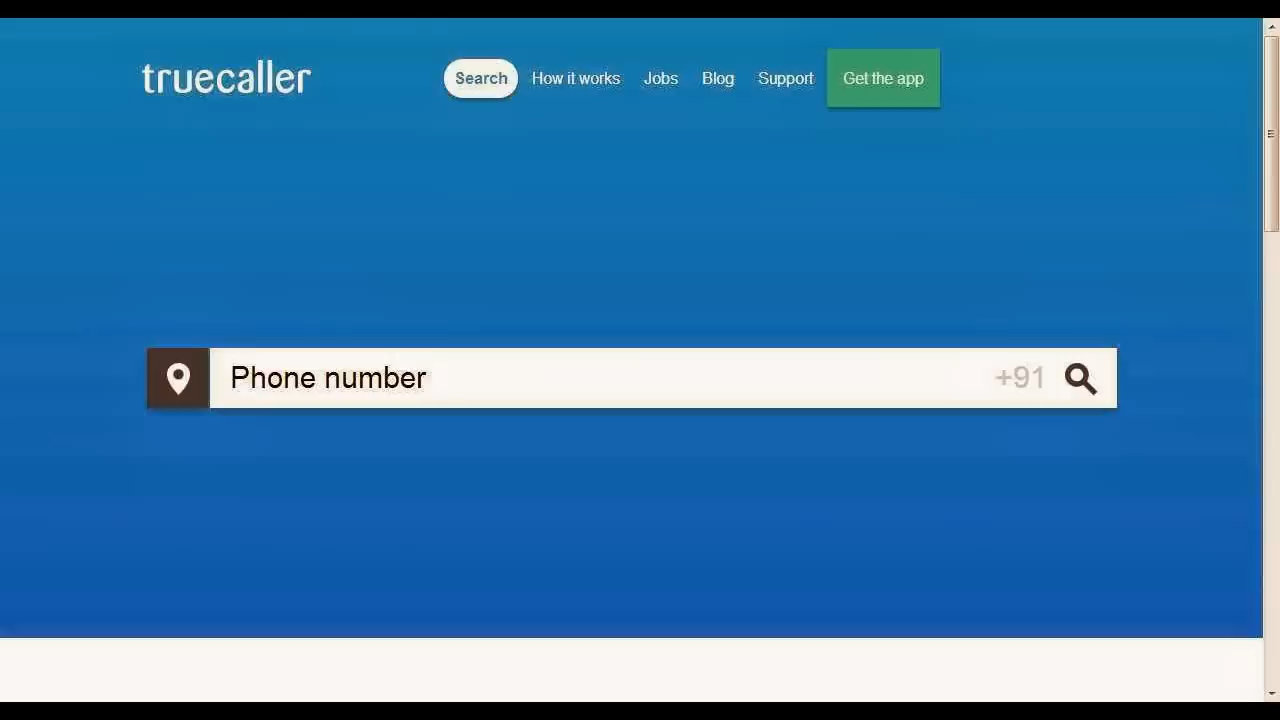 truecaller
Search How it works Jobs Blog Support Get the app
Phone number +91